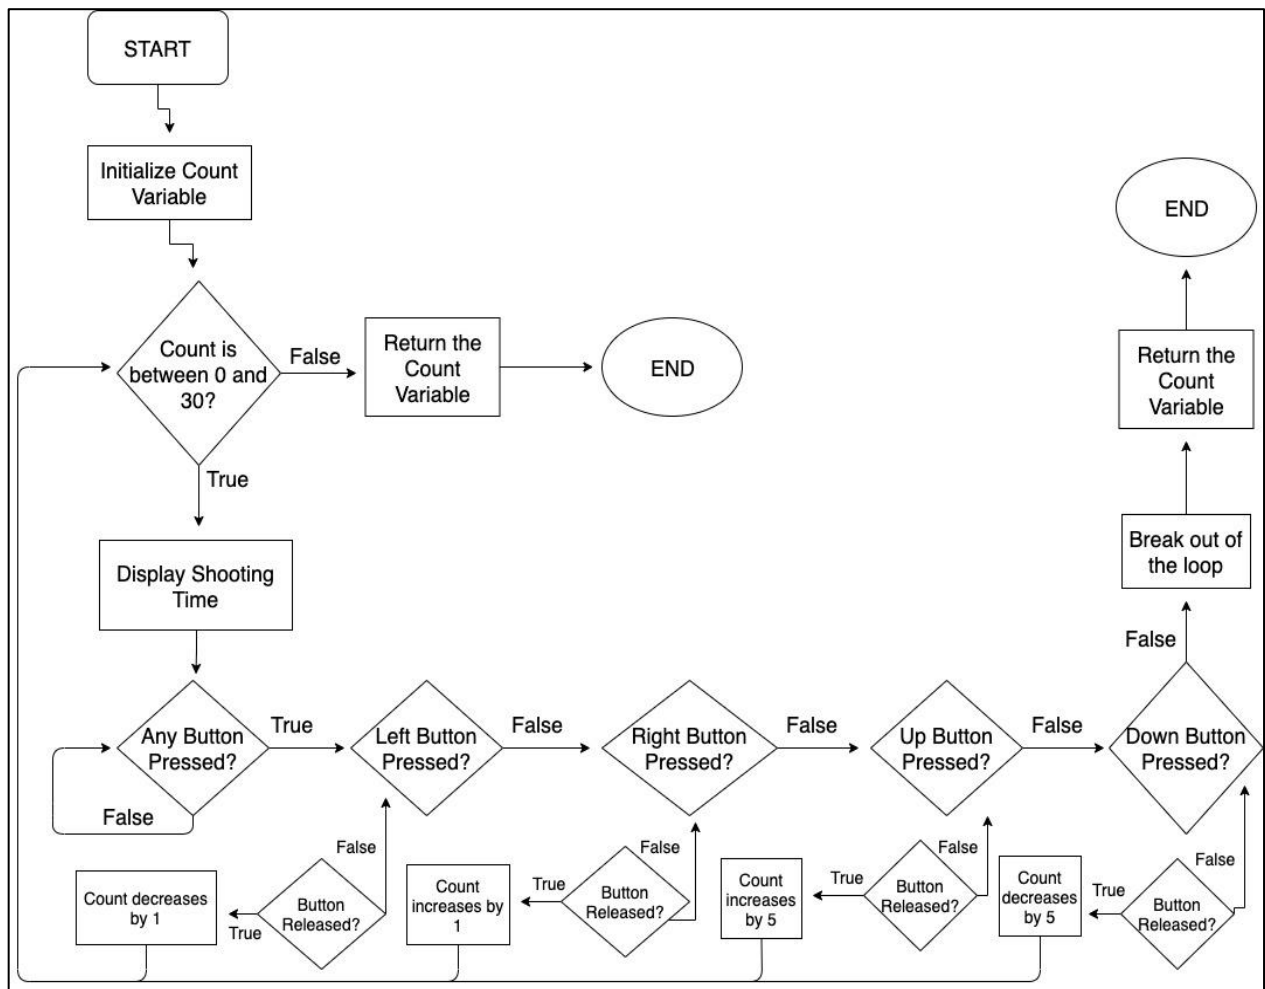 START
Initialize Count
Variable
Count is
between 0 and
30?
False
Return the
Count
Variable
END
True
Display Shooting
Time
Any Button
Pressed?
False
True
Left Button
Pressed?
False
Right Button
Pressed?
False
Up Button
Pressed?
False
Down Button
Pressed?
False
Break out of
the loop
Return the
Count
Variable
END
Count decreases
by 1
True
Button
Released?
False
Count
increases by
1
True
Button
Released?
False
Count
increases
by 5
True
Button
Released?
False
Count
decreases
by 5
True
Button
Released?
False